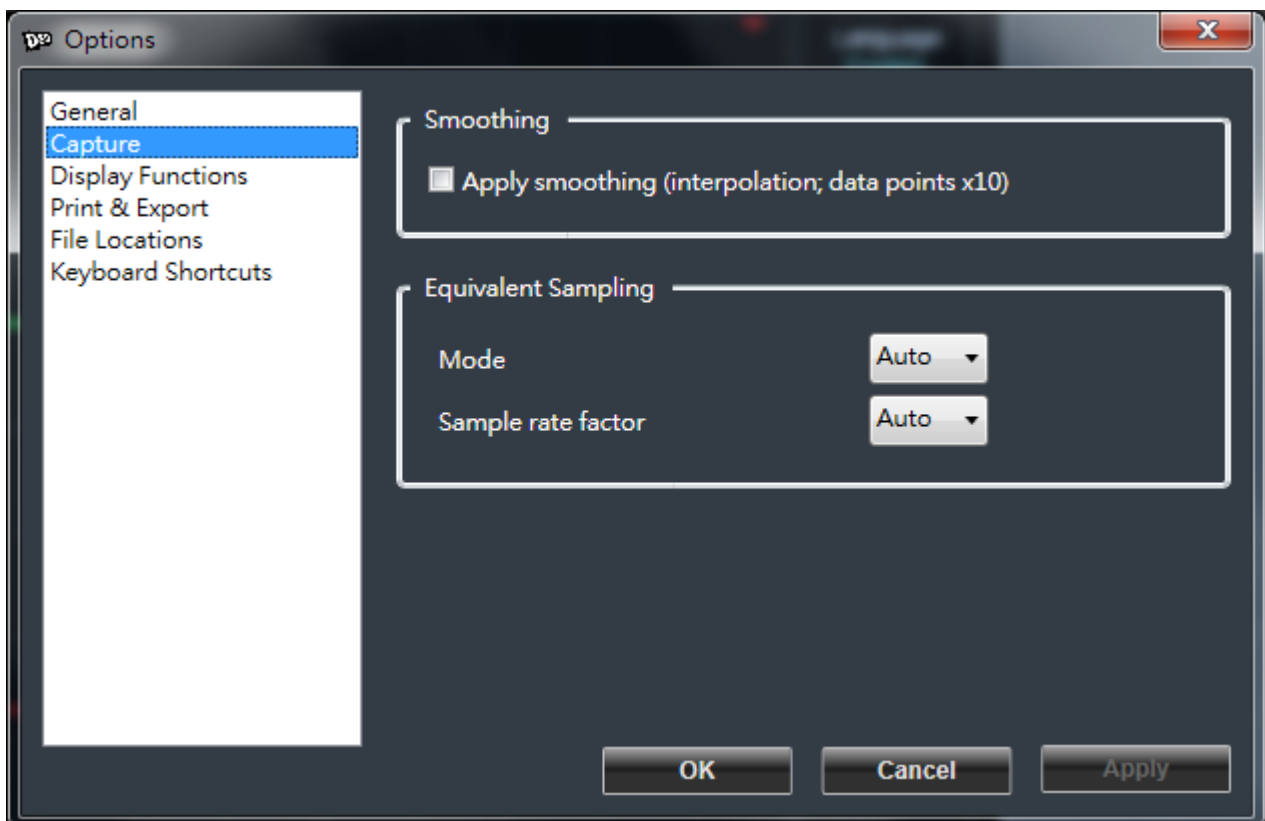 Options
General
Capture
Display Functions
Print & Export
File Locations
Keyboard Shortcuts
Smoothing
Apply smoothing (interpolation; data points x10)
Equivalent Sampling
Mode
Auto
Sample rate factor
Auto
OK
Cancel
Apply